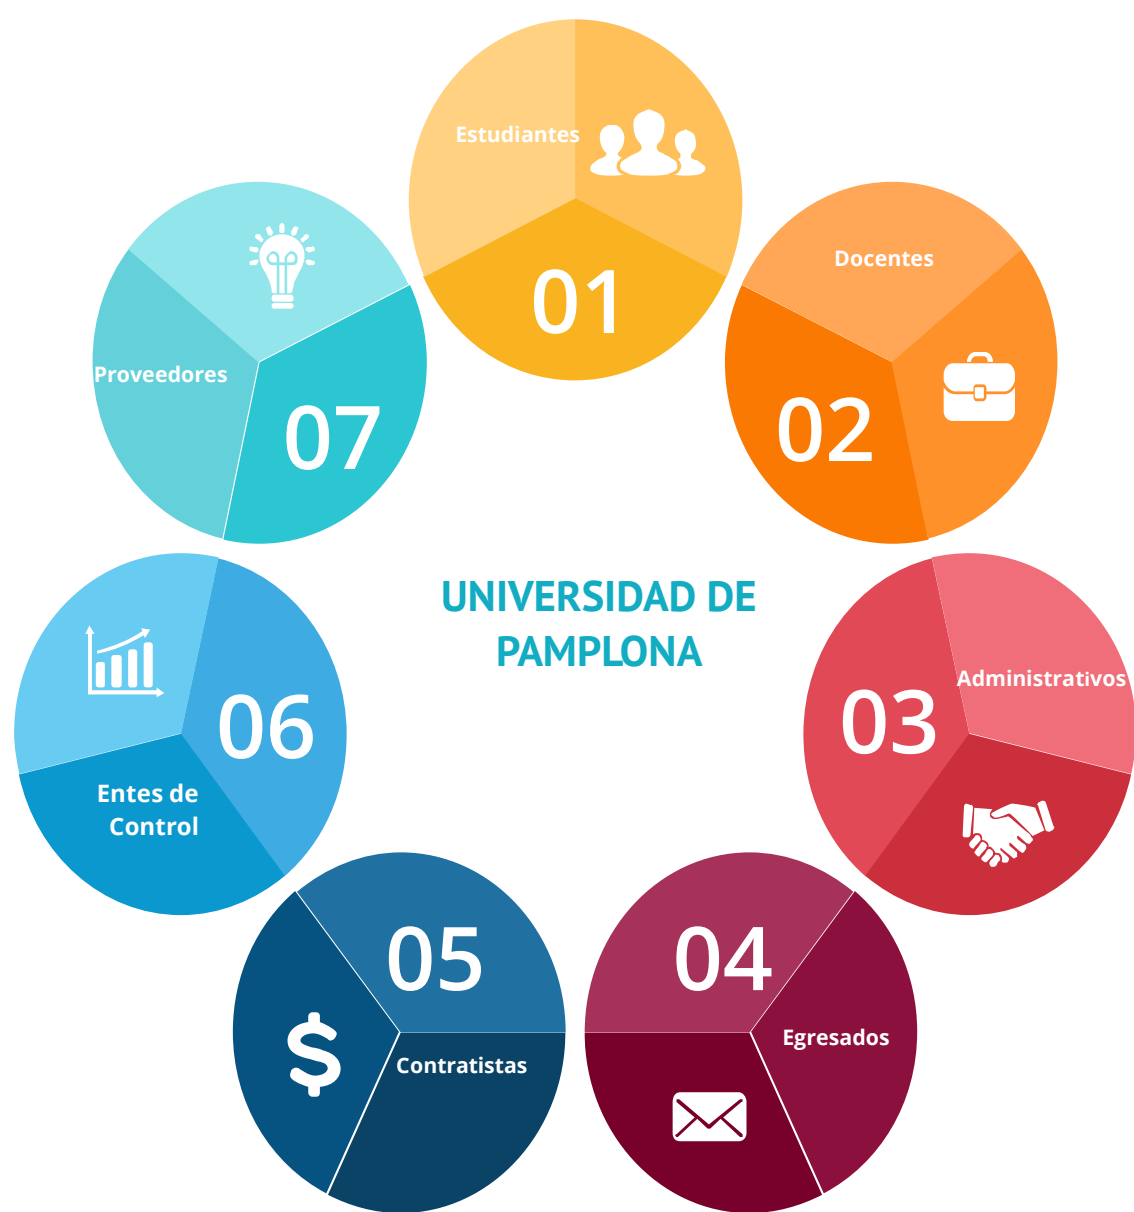 Estudiantes
01
Docentes
02
Administrativos
03
Egresados
04
Contratistas
05
Entes de
Control
06
Proveedores
07
UNIVERSIDAD DE
PAMPLONA